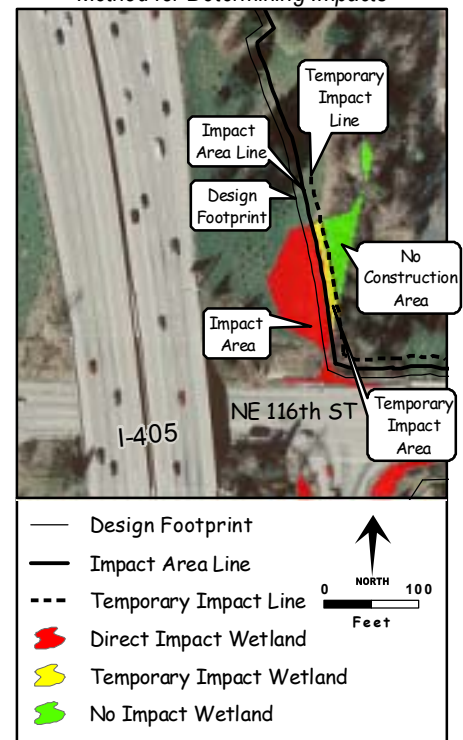 Method for Determining Impacts
Temporary
Impact
Line
Impact
Area Line
Design
Footprint
No
Construction
Area
Impact
Area
Temporary
Impact
Area
NE 116th ST
I-405
Design Footprint
Impact Area Line
Temporary Impact Line
Direct Impact Wetland
Temporary Impact Wetland
No Impact Wetland
NORTH
0 100
Feet